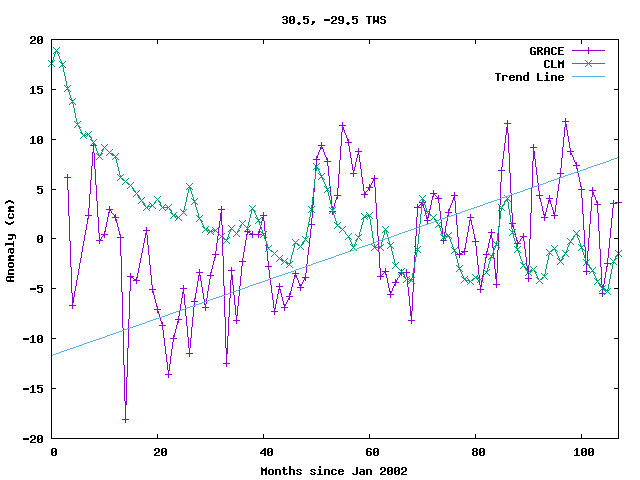 30.5, -29.5 TWS
GRACE
CLM
Trend Line
20
15
10
5
0
-5
-10
-15
-20
Anomaly (cm)
0 20 40 60 80 100
Months since Jan 2002